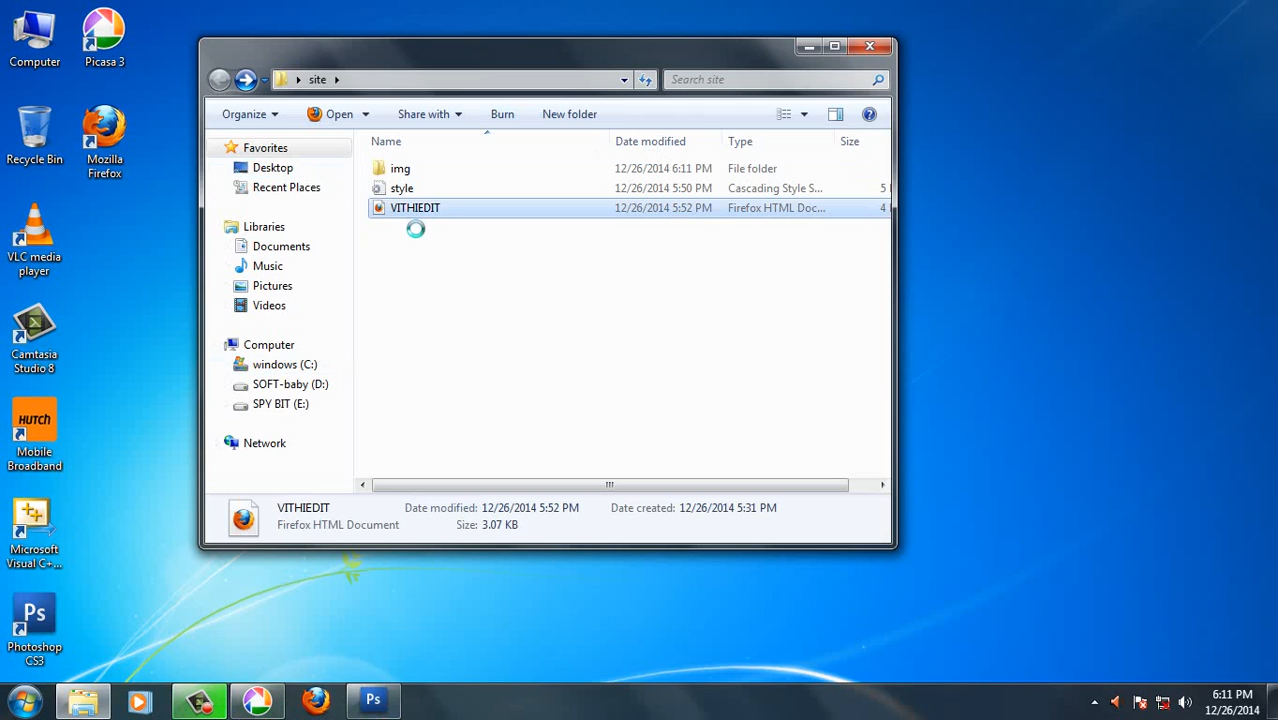 Computer
Picasa 3
Recycle Bin
Mozilla
Firefox
VLC media
player
Camtasia
Studio 8
HUTCH
Mobile
Broadband
Microsoft
Visual C+...
Ps
Photoshop
CS3
site
Search site
Organize
Open
Share with
Burn
New folder
Name
Date modified
Type
Size
Favorites
Desktop
Recent Places
Libraries
Documents
Music
Pictures
Videos
Computer
windows (C:)
SOFT-baby (D:)
SPY BIT (E:)
Network
img 12/26/2014 6:11 PM File folder
style 12/26/2014 5:50 PM Cascading Style S... 5
VITHIEDIT 12/26/2014 5:52 PM Firefox HTML Doc... 4
VITHIEDIT Date modified: 12/26/2014 5:52 PM Date created: 12/26/2014 5:31 PM
Firefox HTML Document Size: 3.07 KB
Ps
6:11 PM
12/26/2014